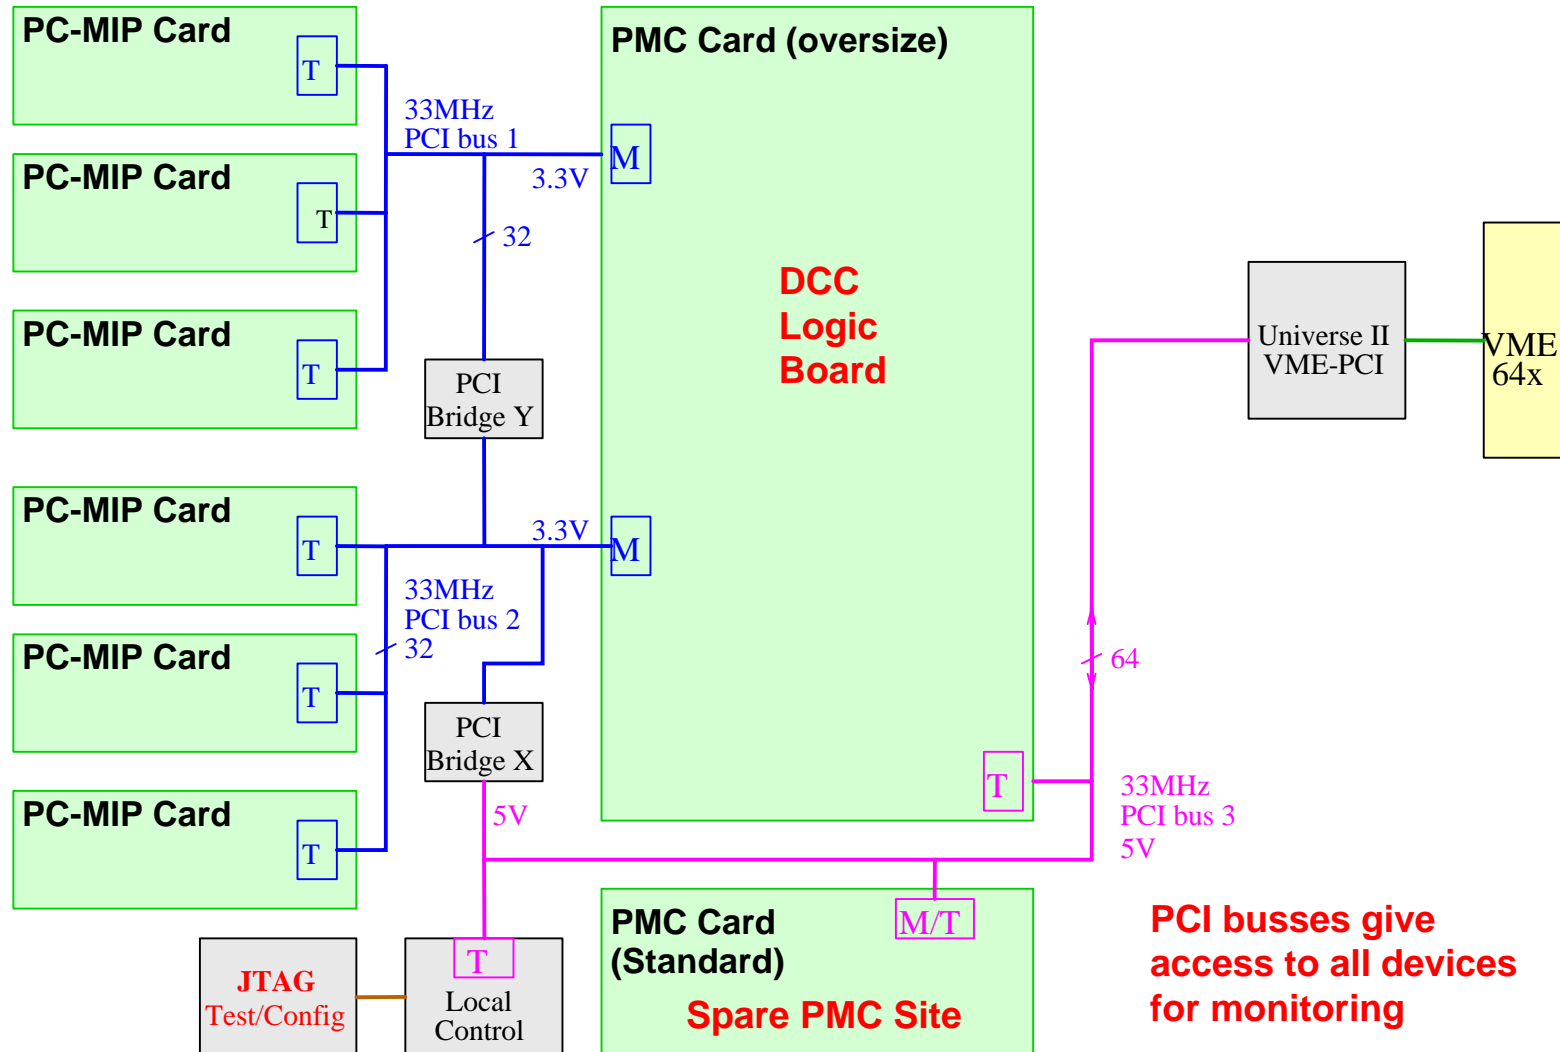 PC-MIP Card
T
PMC Card (oversize)
33MHz
PCI bus 1
M
3.3V
PC-MIP Card
T
32
DCC
Logic
Board
PC-MIP Card
T
PCI
Bridge Y
Universe II
VME-PCI
VME
64x
PC-MIP Card
T
3.3V
M
33MHz
PCI bus 2
32
PC-MIP Card
T
64
PCI
Bridge X
T
33MHz
PCI bus 3
5V
PC-MIP Card
T
5V
PMC Card
(Standard)
M/T
Spare PMC Site
PCI busses give
access to all devices
for monitoring
JTAG
Test/Config
T
Local
Control